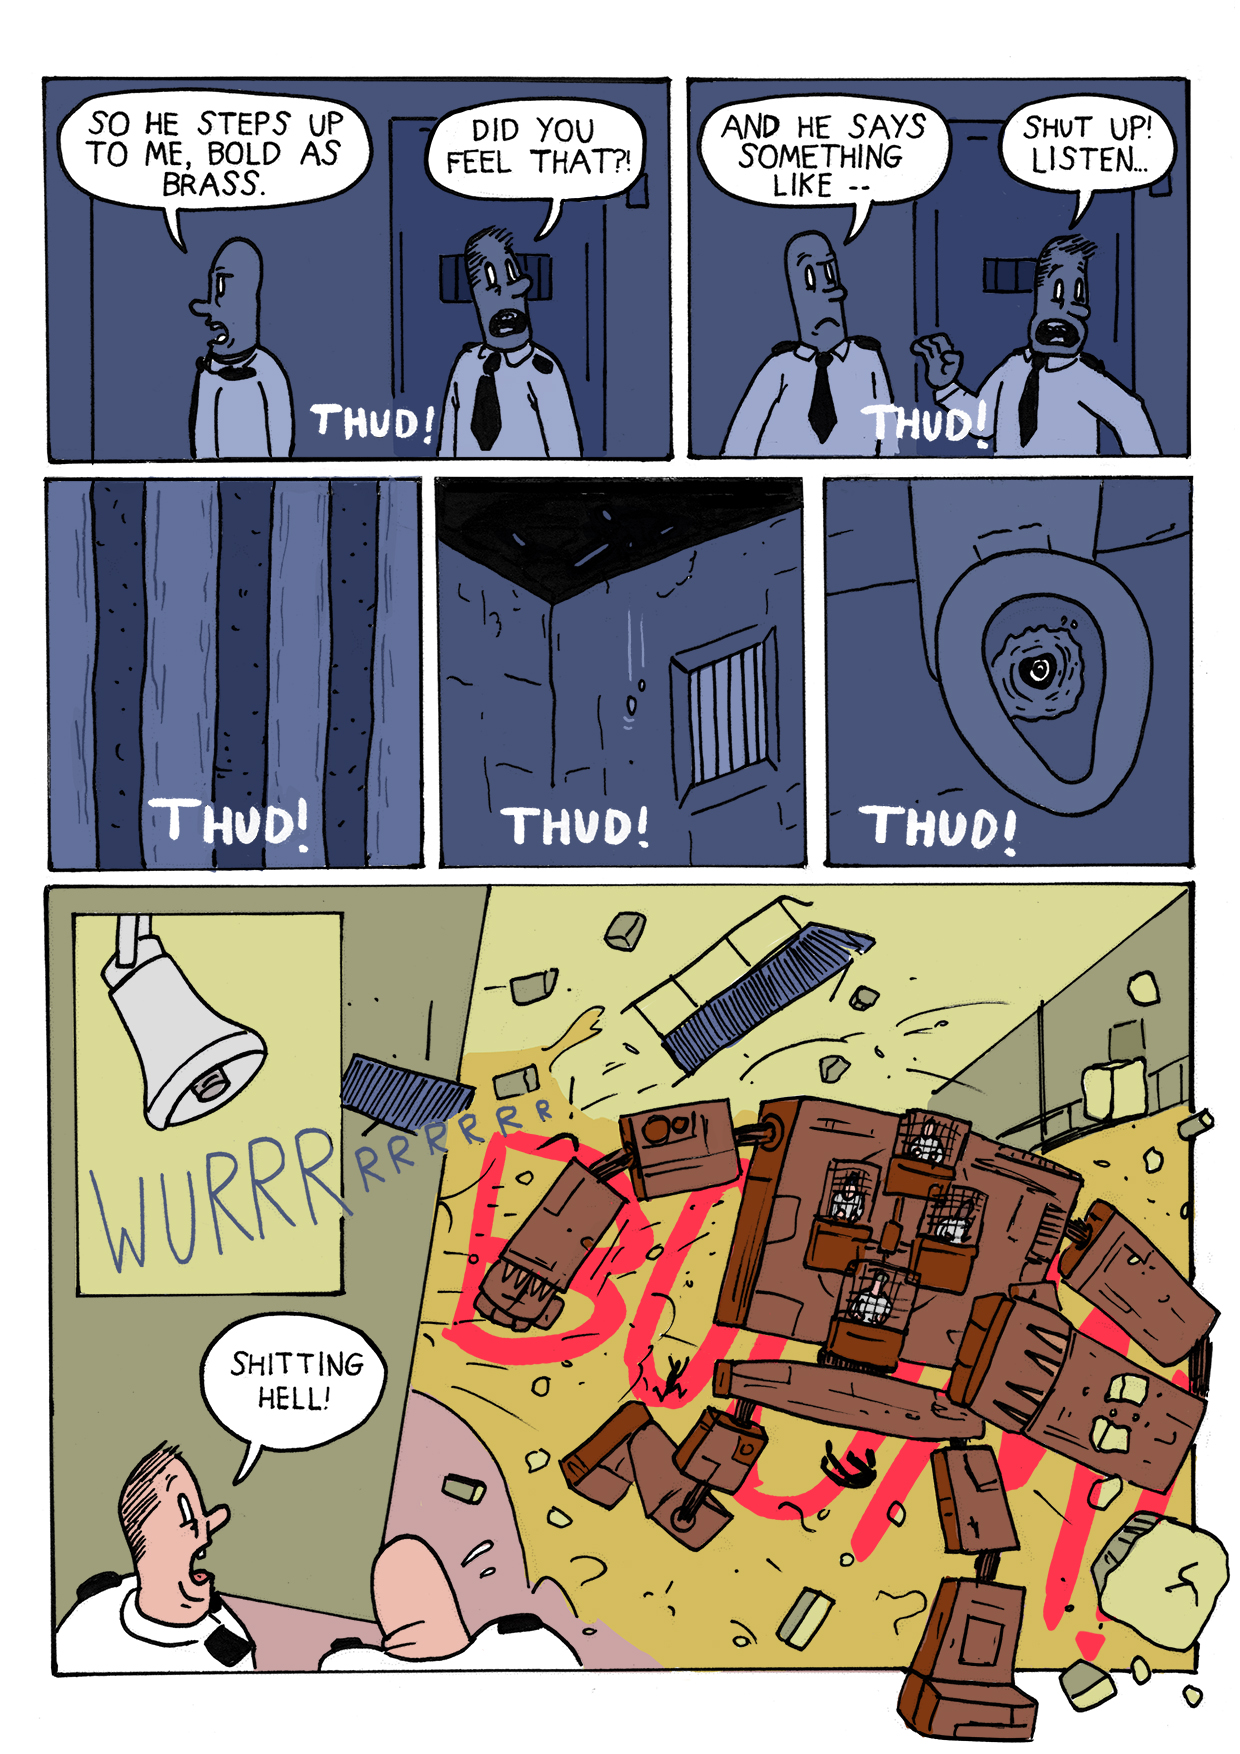 SO HE STEPS UP
TO ME, BOLD AS
BRASS.
DID YOU
FEEL THAT?!
THUD!
AND HE SAYS
SOMETHING
LIKE --
SHUT UP!
LISTEN...
THUD!
THUD!
THUD!
THUD!
WURRRRRRRRRR
BUDUM!
SHITTING
HELL!